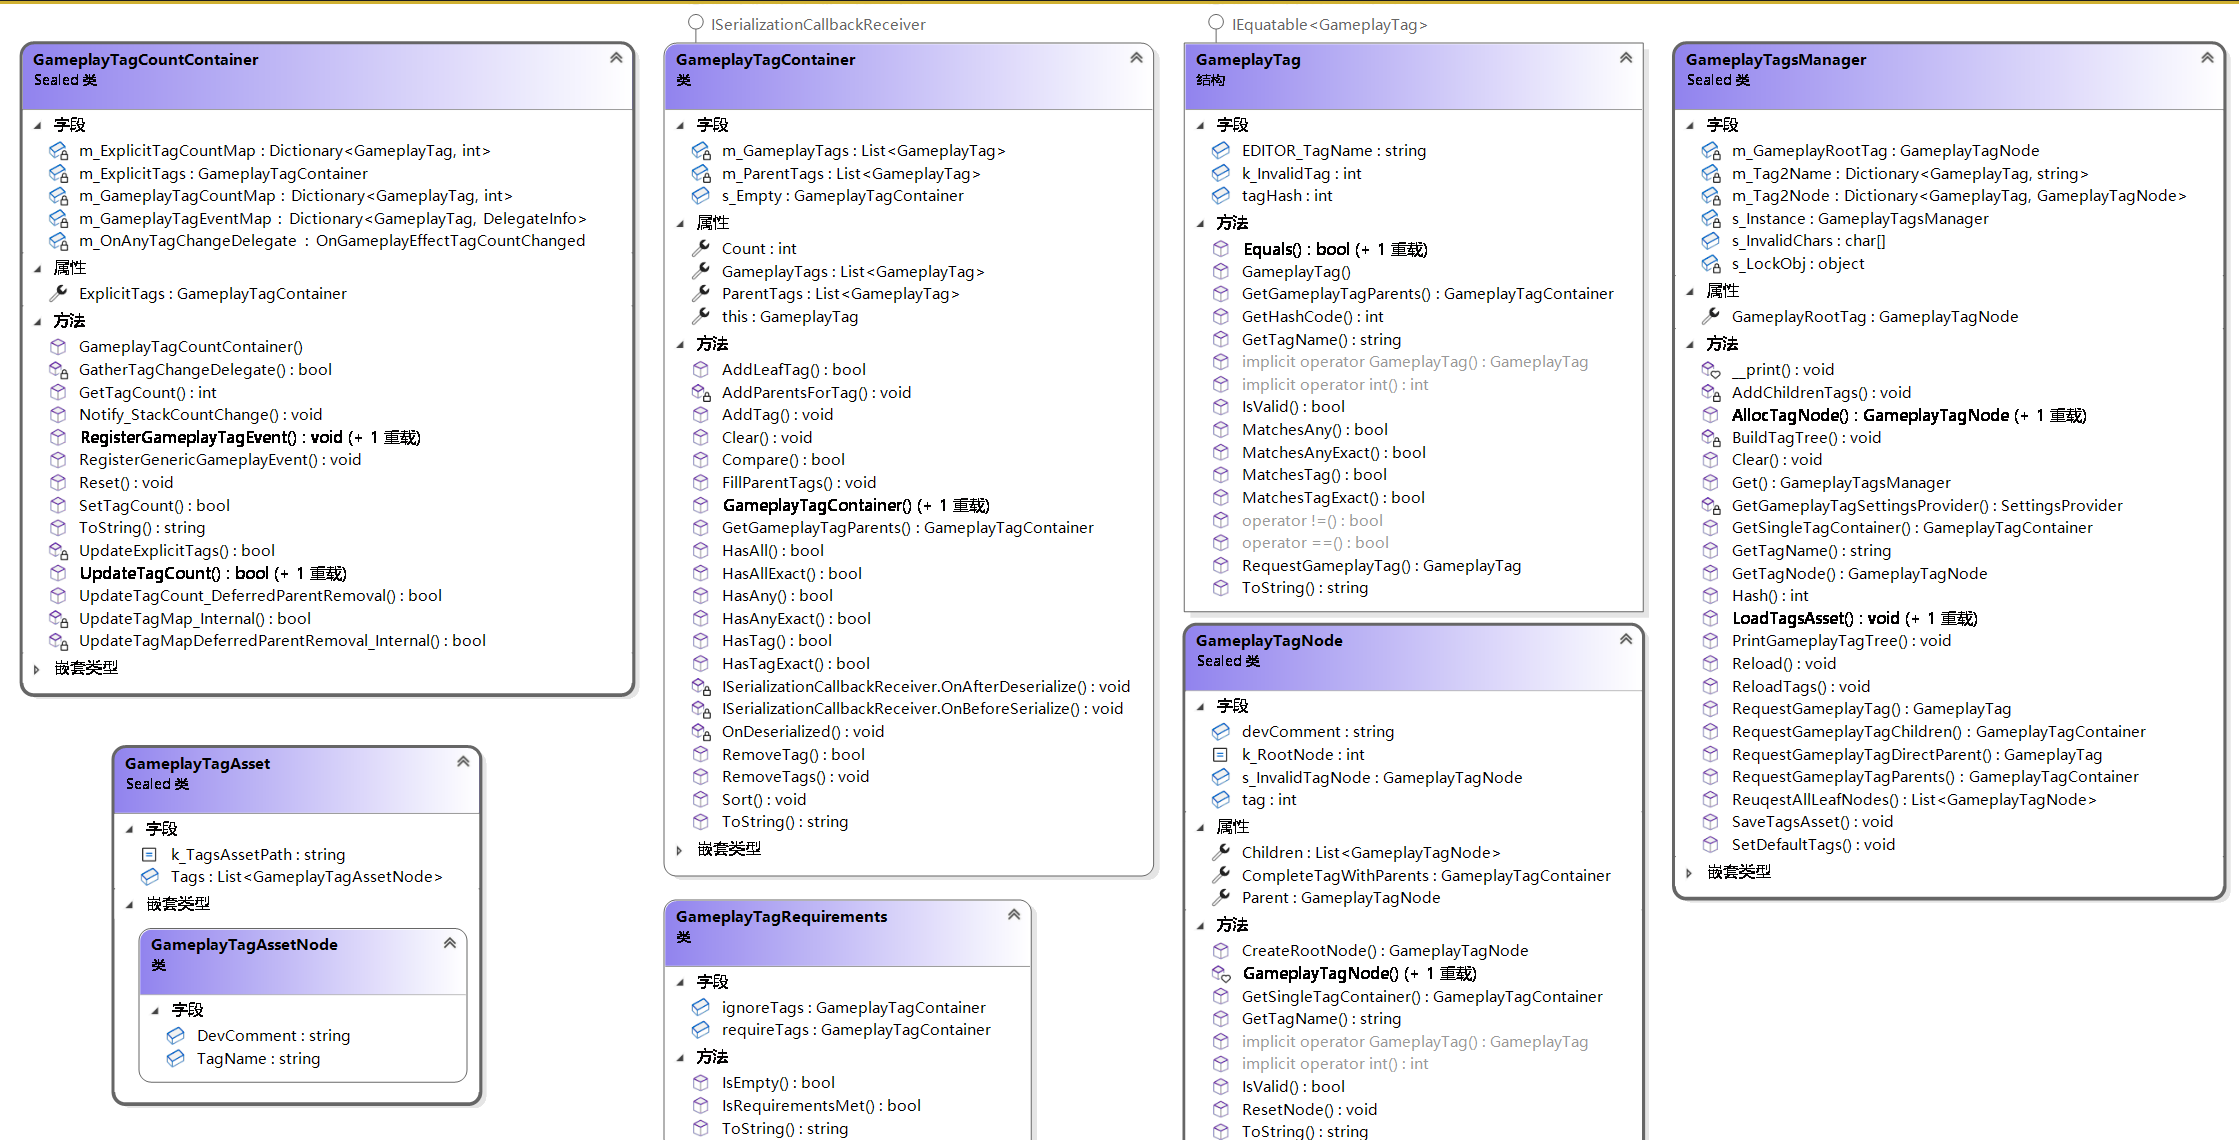 GameplayTagCountContainer
Sealed 类
字段
m_ExplicitTagCountMap : Dictionary<GameplayTag, int>
m_ExplicitTags : GameplayTagContainer
m_GameplayTagCountMap : Dictionary<GameplayTag, int>
m_GameplayTagEventMap : Dictionary<GameplayTag, DelegateInfo>
m_OnAnyTagChangeDelegate : OnGameplayEffectTagCountChanged
属性
ExplicitTags : GameplayTagContainer
方法
GameplayTagCountContainer()
GatherTagChangeDelegate() : bool
GetTagCount() : int
Notify_StackCountChange() : void
RegisterGameplayTagEvent() : void (+ 1 重载)
RegisterGenericGameplayEvent() : void
Reset() : void
SetTagCount() : bool
ToString() : string
UpdateExplicitTags() : bool
UpdateTagCount() : bool (+ 1 重载)
UpdateTagCount_DeferredParentRemoval() : bool
UpdateTagMap_Internal() : bool
UpdateTagMapDeferredParentRemoval_Internal() : bool
嵌套类型
GameplayTagAsset
Sealed 类
字段
k_TagsAssetPath : string
Tags : List<GameplayTagAssetNode>
嵌套类型
GameplayTagAssetNode
类
字段
DevComment : string
TagName : string
ISerializationCallbackReceiver
GameplayTagContainer
类
字段
m_GameplayTags : List<GameplayTag>
m_ParentTags : List<GameplayTag>
s_Empty : GameplayTagContainer
属性
Count : int
GameplayTags : List<GameplayTag>
ParentTags : List<GameplayTag>
this : GameplayTag
方法
AddLeafTag() : bool
AddParentsForTag() : void
AddTag() : void
Clear() : void
Compare() : bool
FillParentTags() : void
GameplayTagContainer() (+ 1 重载)
GetGameplayTagParents() : GameplayTagContainer
HasAll() : bool
HasAllExact() : bool
HasAny() : bool
HasAnyExact() : bool
HasTag() : bool
HasTagExact() : bool
ISerializationCallbackReceiver.OnAfterDeserialize() : void
ISerializationCallbackReceiver.OnBeforeSerialize() : void
OnDeserialized() : void
RemoveTag() : bool
RemoveTags() : void
Sort() : void
ToString() : string
嵌套类型
GameplayTagRequirements
类
字段
ignoreTags : GameplayTagContainer
requireTags : GameplayTagContainer
方法
IsEmpty() : bool
IsRequirementsMet() : bool
ToString() : string
IEquatable<GameplayTag>
GameplayTag
结构
字段
EDITOR_TagName : string
k_InvalidTag : int
tagHash : int
方法
Equals() : bool (+ 1 重载)
GameplayTag()
GetGameplayTagParents() : GameplayTagContainer
GetHashCode() : int
GetTagName() : string
implicit operator GameplayTag() : GameplayTag
implicit operator int() : int
IsValid() : bool
MatchesAny() : bool
MatchesAnyExact() : bool
MatchesTag() : bool
MatchesTagExact() : bool
operator !=() : bool
operator ==() : bool
RequestGameplayTag() : GameplayTag
ToString() : string
GameplayTagNode
Sealed 类
字段
devComment : string
k_RootNode : int
s_InvalidTagNode : GameplayTagNode
tag : int
属性
Children : List<GameplayTagNode>
CompleteTagWithParents : GameplayTagContainer
Parent : GameplayTagNode
方法
CreateRootNode() : GameplayTagNode
GameplayTagNode() (+ 1 重载)
GetSingleTagContainer() : GameplayTagContainer
GetTagName() : string
implicit operator GameplayTag() : GameplayTag
implicit operator int() : int
IsValid() : bool
ResetNode() : void
ToString() : string
GameplayTagsManager
Sealed 类
字段
m_GameplayRootTag : GameplayTagNode
m_Tag2Name : Dictionary<GameplayTag, string>
m_Tag2Node : Dictionary<GameplayTag, GameplayTagNode>
s_Instance : GameplayTagsManager
s_InvalidChars : char[]
s_LockObj : object
属性
GameplayRootTag : GameplayTagNode
方法
__print() : void
AddChildrenTags() : void
AllocTagNode() : GameplayTagNode (+ 1 重载)
BuildTagTree() : void
Clear() : void
Get() : GameplayTagsManager
GetGameplayTagSettingsProvider() : SettingsProvider
GetSingleTagContainer() : GameplayTagContainer
GetTagName() : string
GetTagNode() : GameplayTagNode
Hash() : int
LoadTagsAsset() : void (+ 1 重载)
PrintGameplayTagTree() : void
Reload() : void
ReloadTags() : void
RequestGameplayTag() : GameplayTag
RequestGameplayTagChildren() : GameplayTagContainer
RequestGameplayTagDirectParent() : GameplayTag
RequestGameplayTagParents() : GameplayTagContainer
ReuqestAllLeafNodes() : List<GameplayTagNode>
SaveTagsAsset() : void
SetDefaultTags() : void
嵌套类型